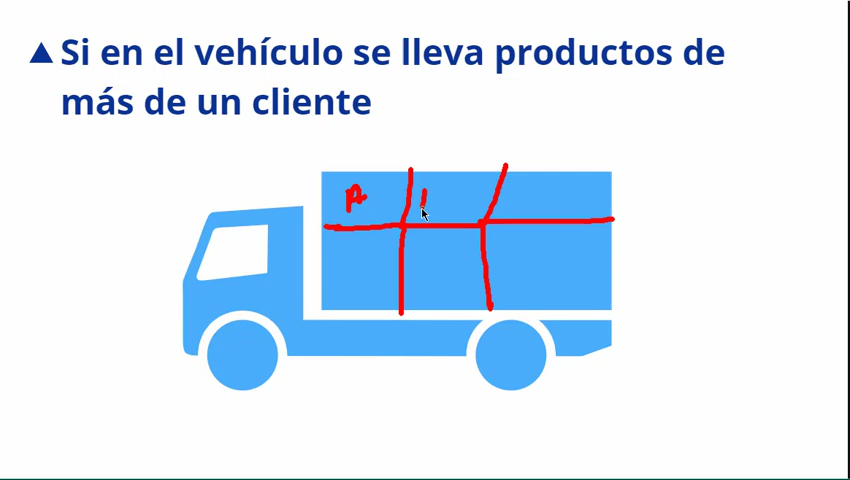 Si en el vehículo se lleva productos de
más de un cliente
A